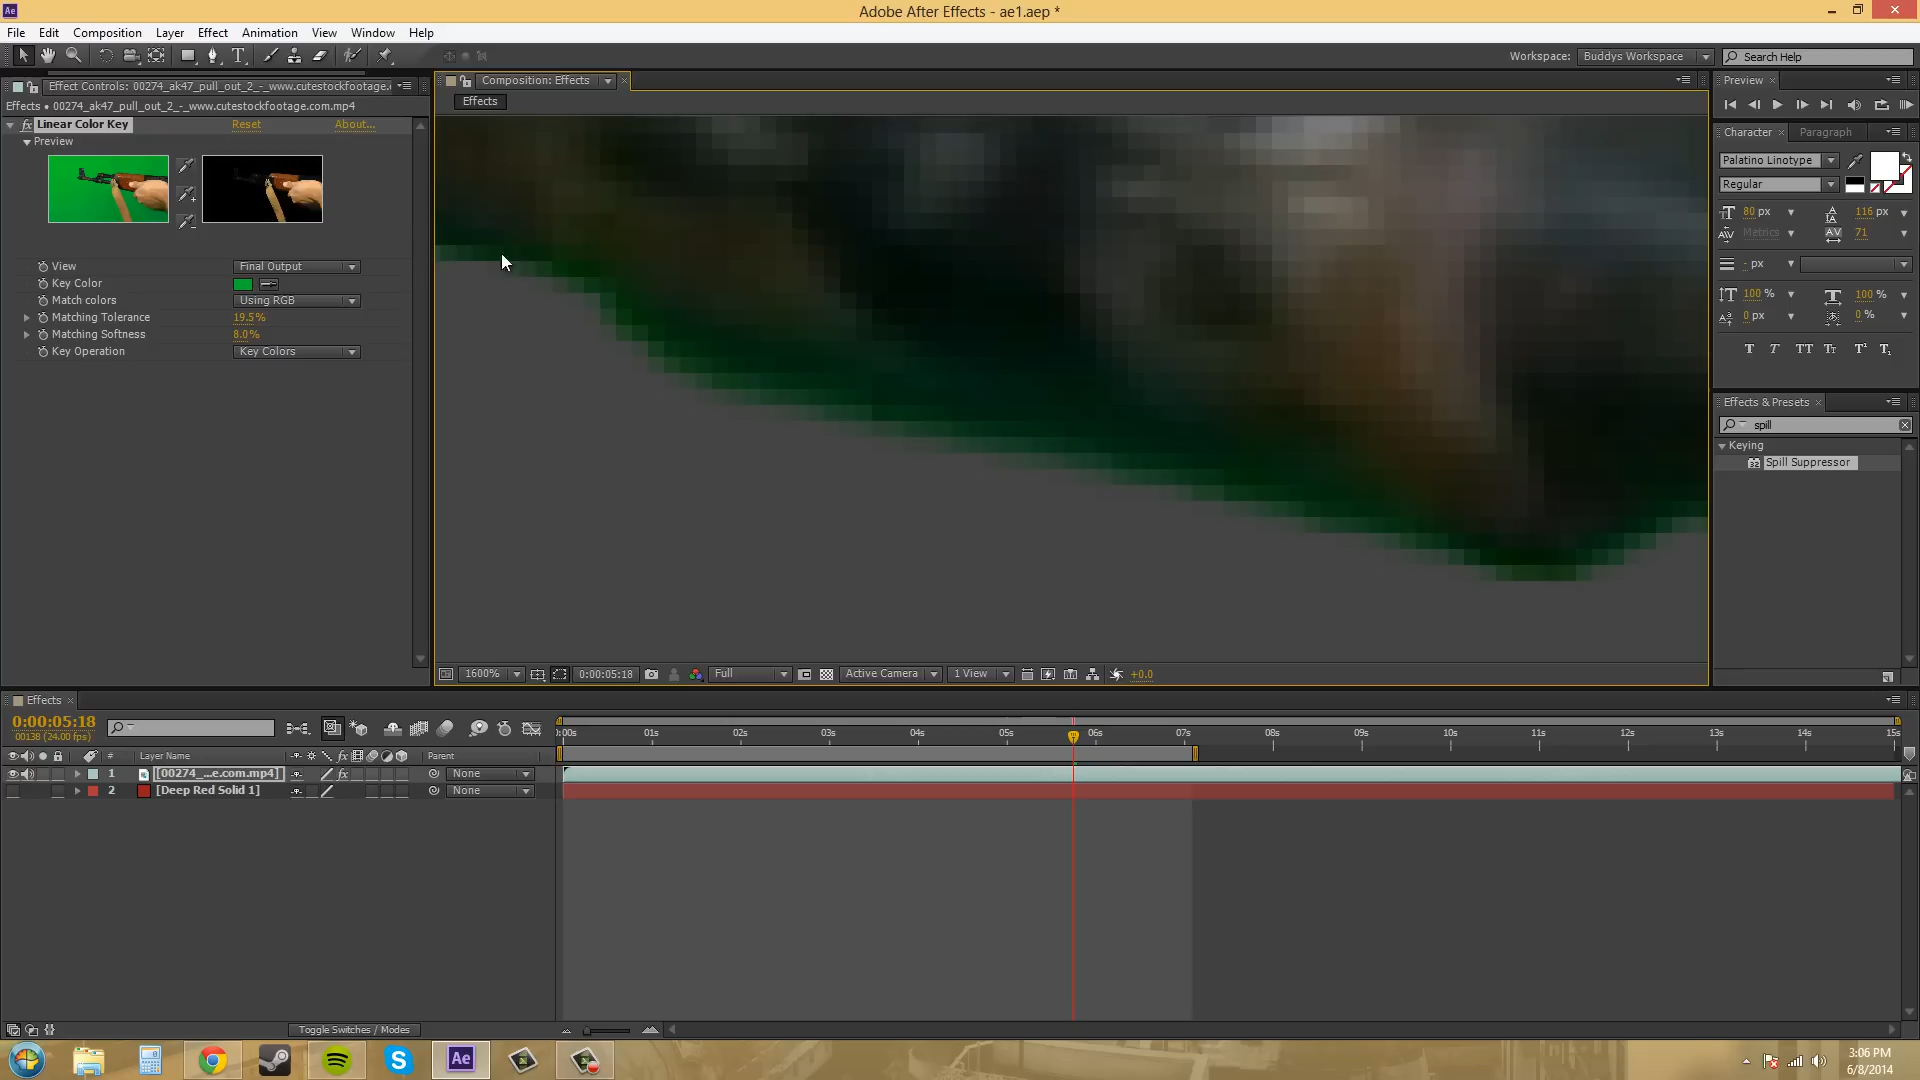 Ae
Adobe After Effects - ae1.aep *
File Edit Composition Layer Effect Animation View Window Help
Workspace: Buddys Workspace
Search Help
Effect Controls: 00274_ak47_pull_out_2_-_www.cutestockfootage.
Effects • 00274_ak47_pull_out_2_-_www.cutestockfootage.com.mp4
fx Linear Color Key Reset About...
Preview
View Final Output
Key Color
Match colors Using RGB
Matching Tolerance 19.5%
Matching Softness 8.0%
Key Operation Key Colors
Composition: Effects
Effects
1600% 0:00:05:18 Full Active Camera 1 View +0.0
Preview
Character Paragraph
Palatino Linotype
Regular
80 px 116 px
Metrics 71
- px
100 % 100 %
0 px 0 %
T T TT Tt T¹ T₁
Effects & Presets
spill
Keying
Spill Suppressor
Effects
0:00:05:18
00138 (24.00 fps)
# Layer Name Parent
1 [00274_...e.com.mp4] None
2 [Deep Red Solid 1] None
):00s 01s 02s 03s 04s 05s 06s 07s 08s 09s 10s 11s 12s 13s 14s 15s
Toggle Switches / Modes
Ae
3:06 PM
6/8/2014